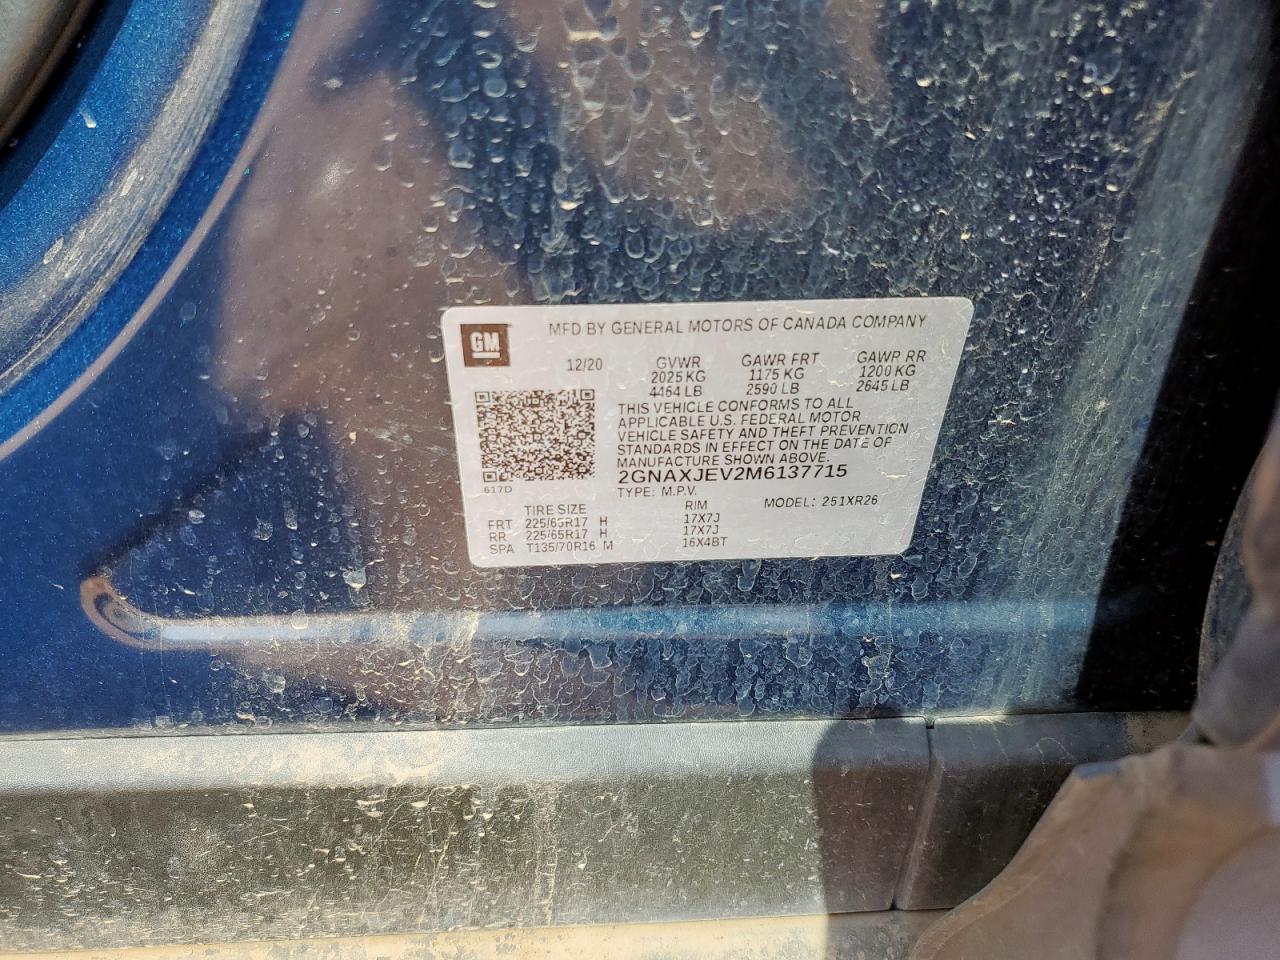 GM
MFD BY GENERAL MOTORS OF CANADA COMPANY
12/20 GVWR GAWR FRT GAWR RR
2025 KG 1175 KG 1200 KG
4464 LB 2590 LB 2645 LB
THIS VEHICLE CONFORMS TO ALL
APPLICABLE U.S. FEDERAL MOTOR
VEHICLE SAFETY AND THEFT PREVENTION
STANDARDS IN EFFECT ON THE DATE OF
MANUFACTURE SHOWN ABOVE.
2GNAXJEV2M6137715
617D
TYPE: M.P.V. MODEL: 251XR26
TIRE SIZE RIM
FRT 225/65R17 H 17X7J
RR 225/65R17 H 17X7J
SPA T135/70R16 M 16X4BT